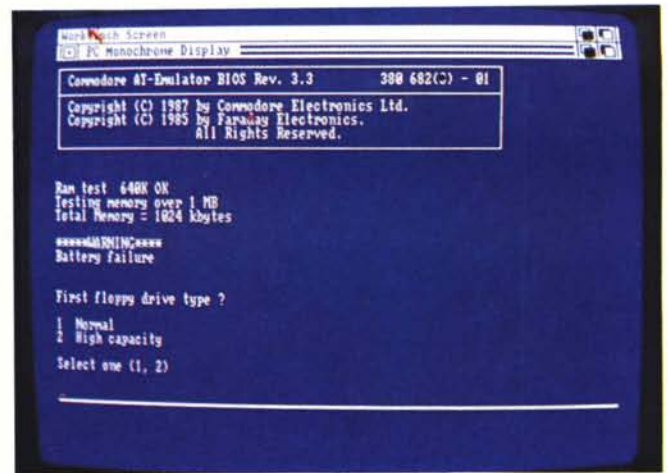 Workbench Screen
PC Monochrome Display
Commodore AT-Emulator BIOS Rev. 3.3 380 682(C) - 01
Copyright (C) 1987 by Commodore Electronics Ltd.
Copyright (C) 1985 by Faraday Electronics.
All Rights Reserved.
Ram test 640K OK
Testing memory over 1 MB
Total Memory = 1024 kbytes
****WARNING****
Battery failure
First floppy drive type ?
1 Normal
2 High capacity
Select one (1, 2)